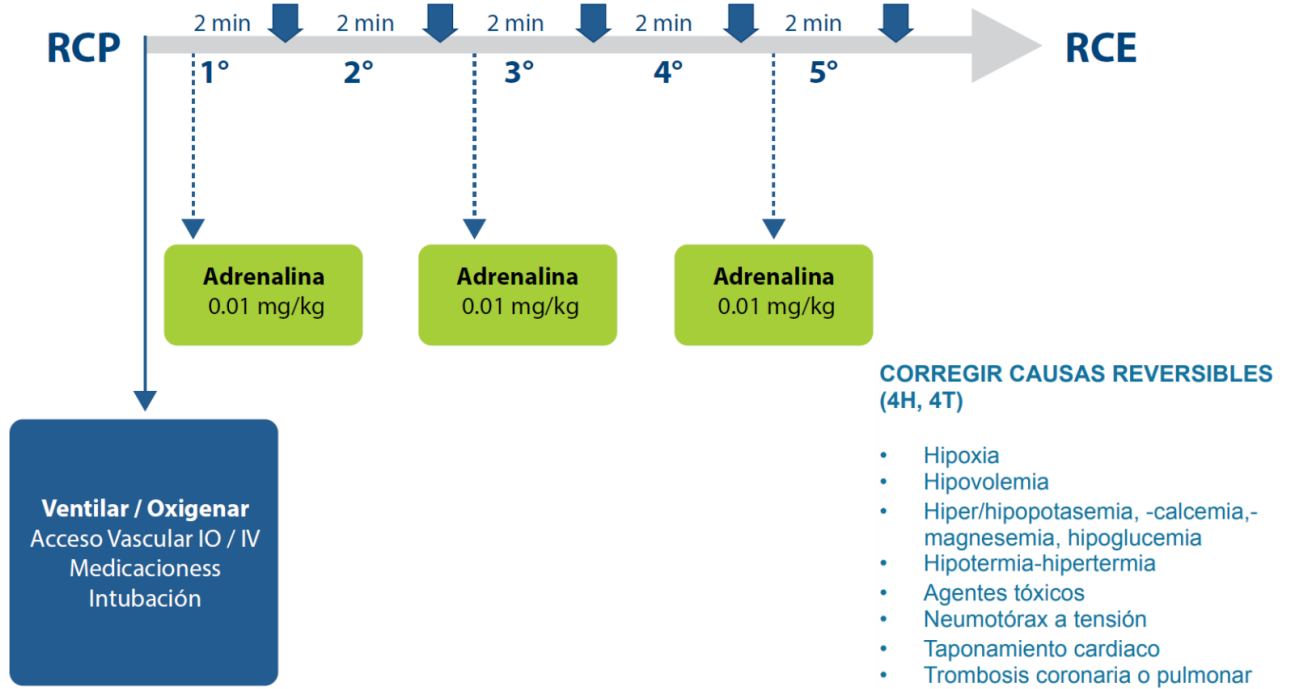 2 min
2 min
2 min
2 min
2 min
RCP
RCE
1°
2°
3°
4°
5°
Adrenalina
0.01 mg/kg
Adrenalina
0.01 mg/kg
Adrenalina
0.01 mg/kg
Ventilar / Oxigenar
Acceso Vascular IO / IV
Medicacioness
Intubación
CORREGIR CAUSAS REVERSIBLES
(4H, 4T)
• Hipoxia
• Hipovolemia
• Hiper/hipopotasemia, -calcemia,-
magnesemia, hipoglucemia
• Hipotermia-hipertermia
• Agentes tóxicos
• Neumotórax a tensión
• Taponamiento cardiaco
• Trombosis coronaria o pulmonar